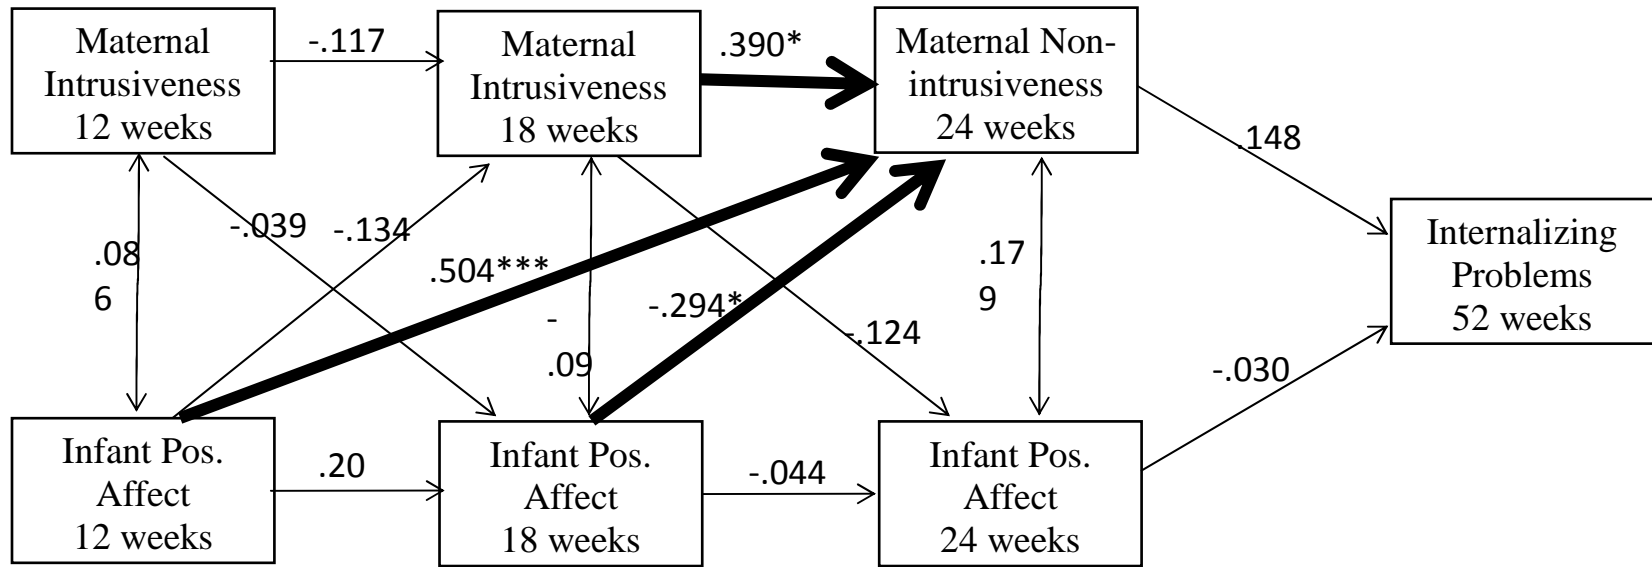 Maternal
Intrusiveness
12 weeks
-.117
Maternal
Intrusiveness
18 weeks
.390*
Maternal Non-
intrusiveness
24 weeks
.148
-.039
-.134
.08
6
.504***
-
.09
-.294*
-.124
.17
9
Internalizing
Problems
52 weeks
-.030
Infant Pos.
Affect
12 weeks
.20
Infant Pos.
Affect
18 weeks
-.044
Infant Pos.
Affect
24 weeks